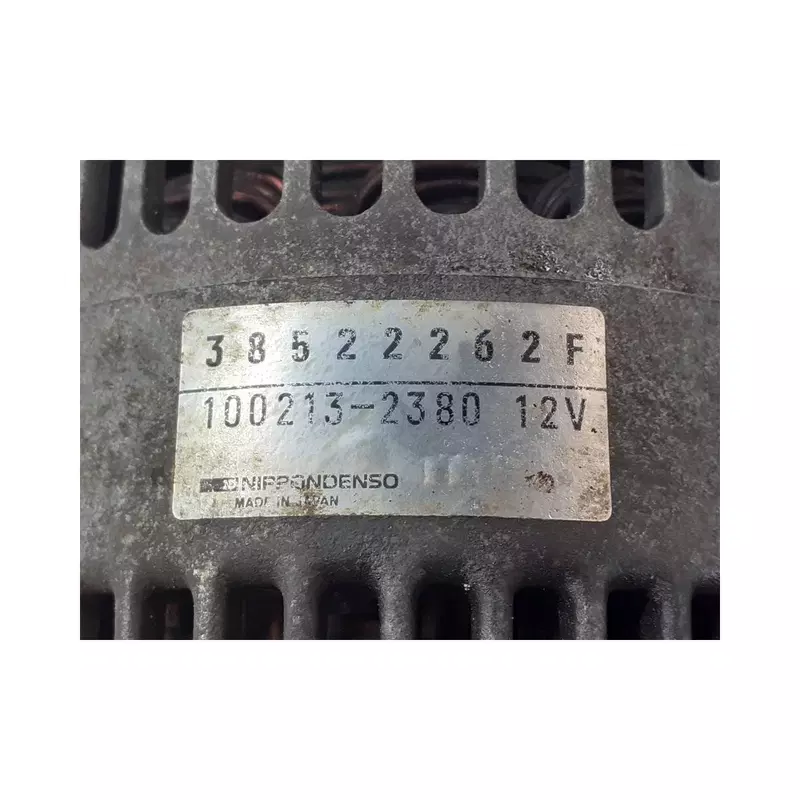 38522262F
100213-2380 12V.
NIPPONDENSO
MADE IN JAPAN